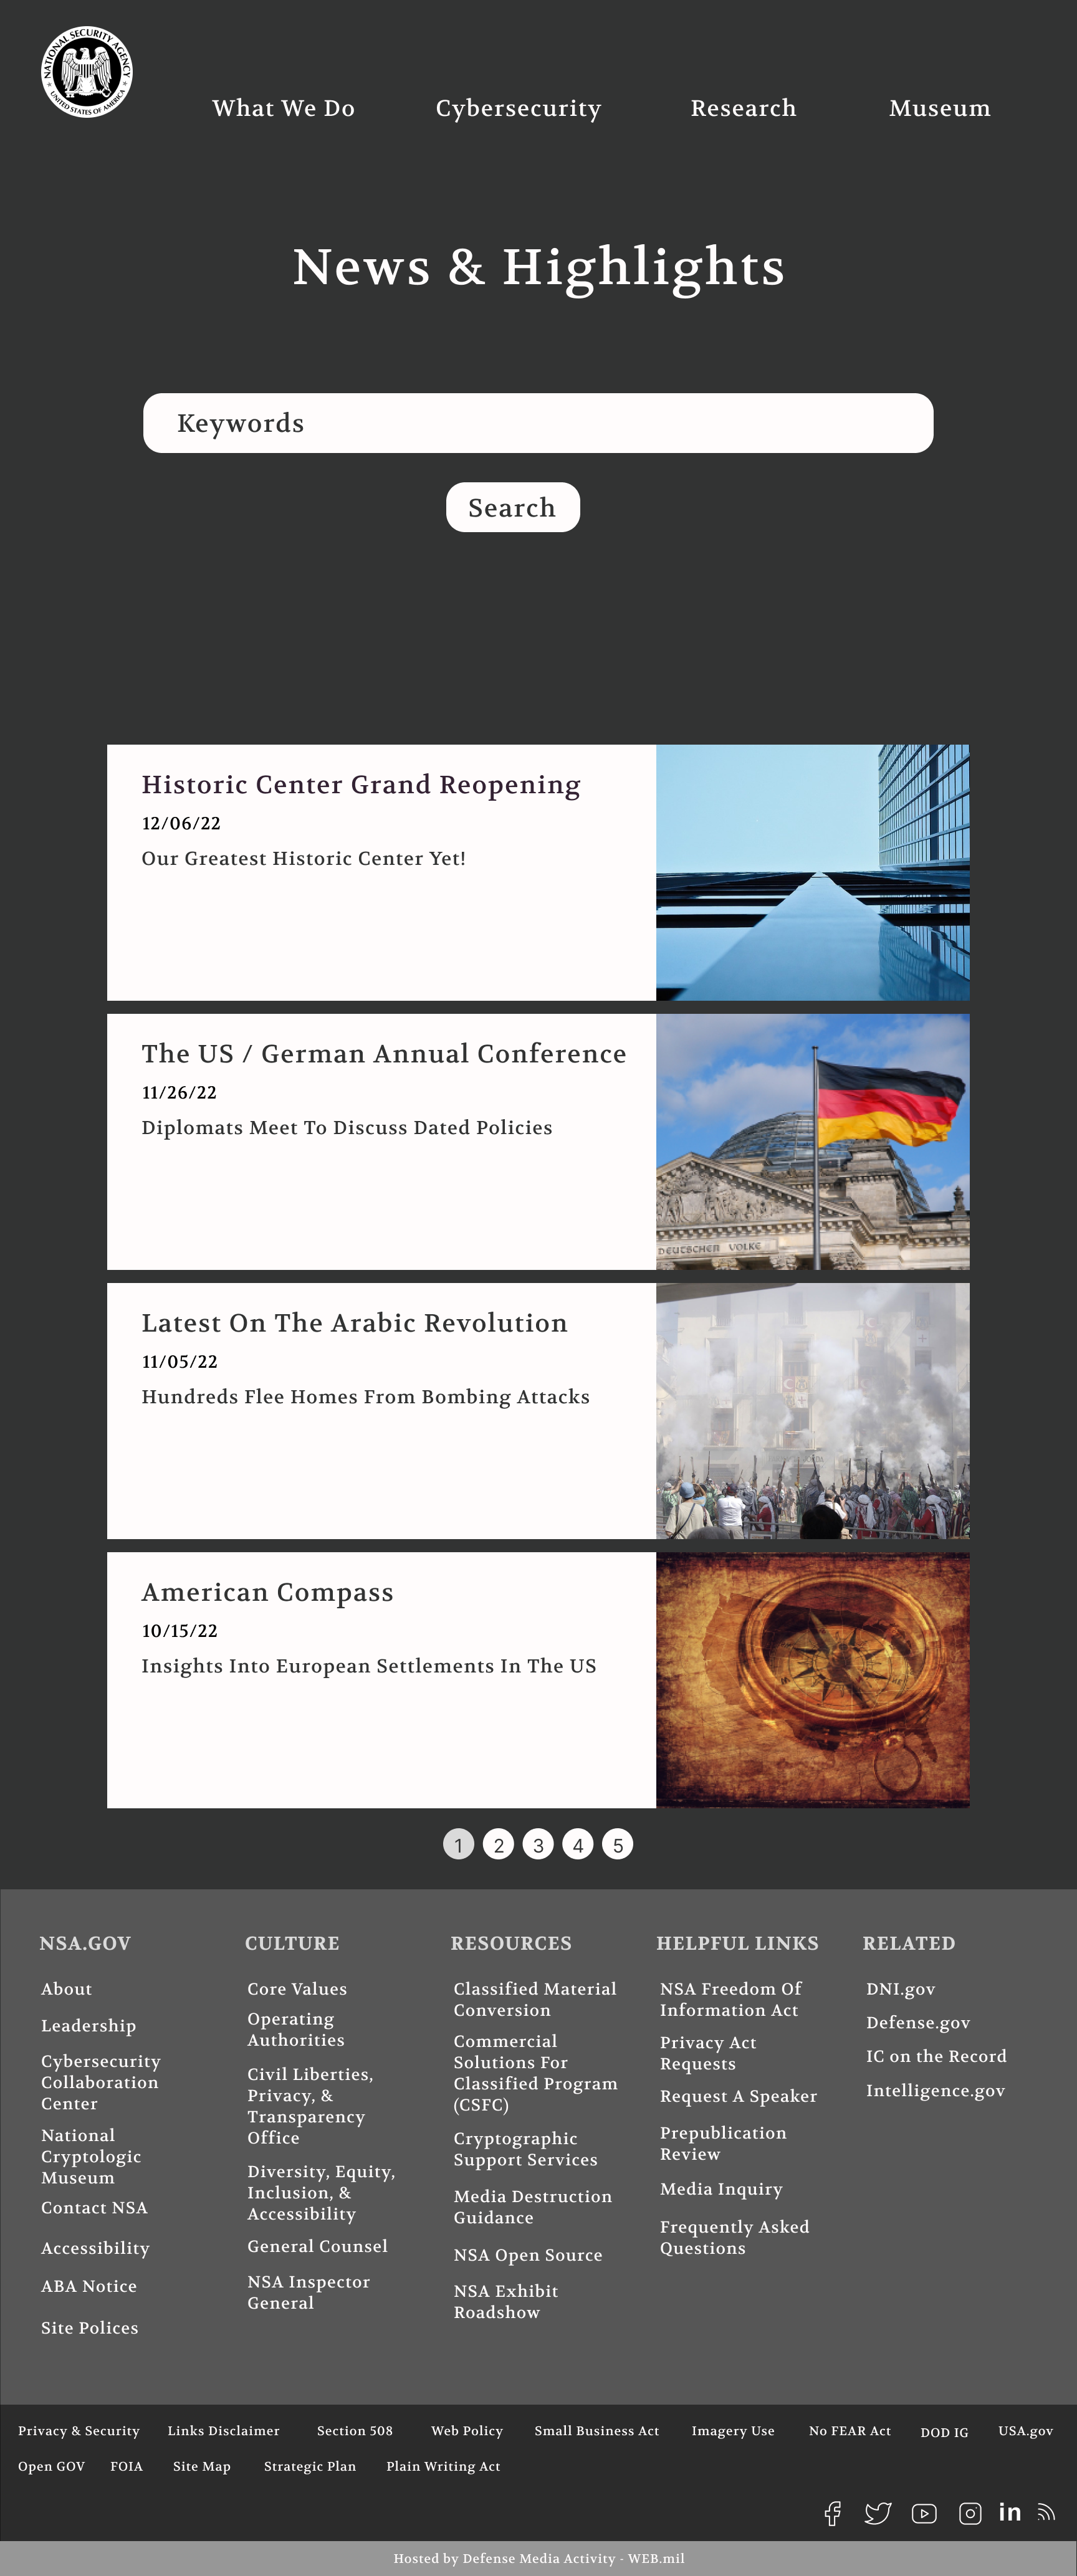 NATIONAL SECURITY AGENCY
UNITED STATES OF AMERICA
What We Do
Cybersecurity
Research
Museum
News & Highlights
Keywords
Search
Historic Center Grand Reopening
12/06/22
Our Greatest Historic Center Yet!
The US / German Annual Conference
11/26/22
Diplomats Meet To Discuss Dated Policies
DEUTSCHEN VOLKE
Latest On The Arabic Revolution
11/05/22
Hundreds Flee Homes From Bombing Attacks
American Compass
10/15/22
Insights Into European Settlements In The US
1 2 3 4 5
NSA.GOV
About
Leadership
Cybersecurity
Collaboration
Center
National
Cryptologic
Museum
Contact NSA
Accessibility
ABA Notice
Site Polices
CULTURE
Core Values
Operating
Authorities
Civil Liberties,
Privacy, &
Transparency
Office
Diversity, Equity,
Inclusion, &
Accessibility
General Counsel
NSA Inspector
General
RESOURCES
Classified Material
Conversion
Commercial
Solutions For
Classified Program
(CSFC)
Cryptographic
Support Services
Media Destruction
Guidance
NSA Open Source
NSA Exhibit
Roadshow
HELPFUL LINKS
NSA Freedom Of
Information Act
Privacy Act
Requests
Request A Speaker
Prepublication
Review
Media Inquiry
Frequently Asked
Questions
RELATED
DNI.gov
Defense.gov
IC on the Record
Intelligence.gov
Privacy & Security
Links Disclaimer
Section 508
Web Policy
Small Business Act
Imagery Use
No FEAR Act
DOD IG
USA.gov
Open GOV
FOIA
Site Map
Strategic Plan
Plain Writing Act
in
Hosted by Defense Media Activity - WEB.mil